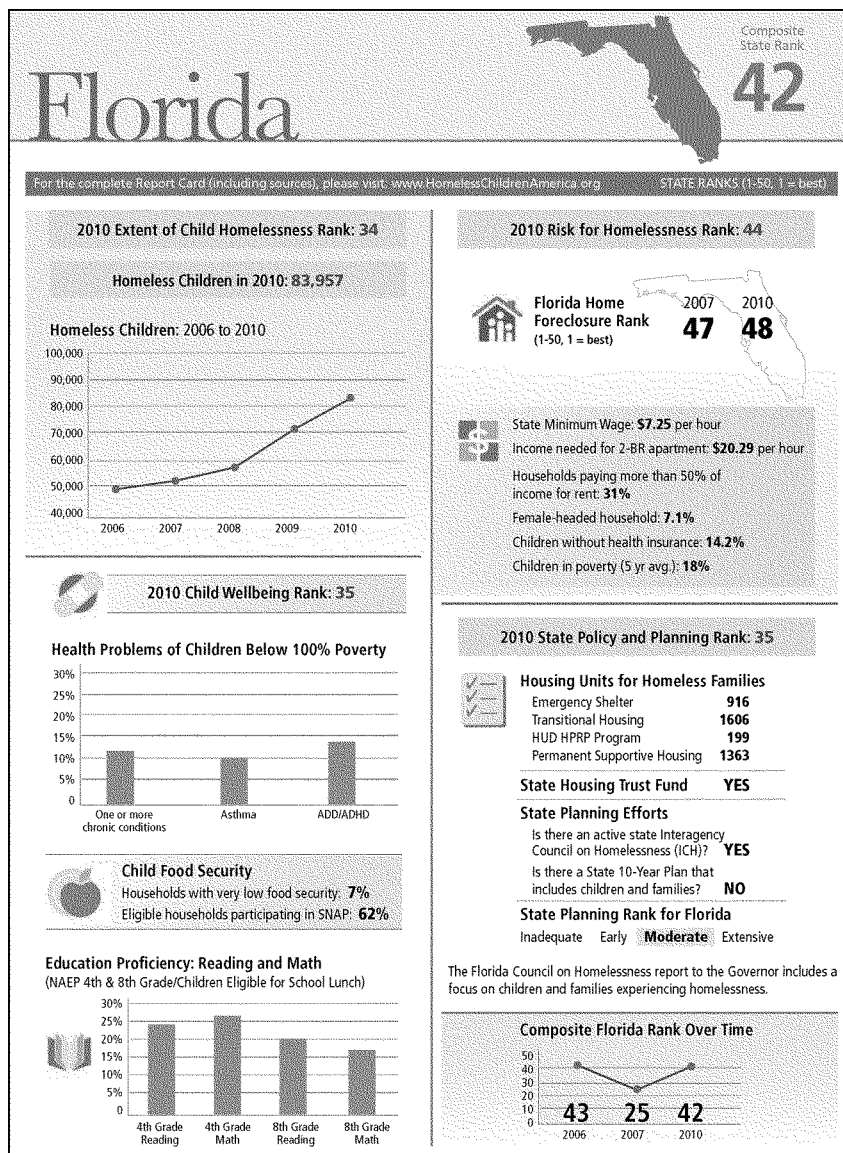 Florida
Composite
State Rank
42
For the complete Report Card (including sources), please visit: www.HomelessChildrenAmerica.org
STATE RANKS (1-50, 1 = best)
2010 Extent of Child Homelessness Rank: 34
Homeless Children in 2010: 83,957
Homeless Children: 2006 to 2010
100,000
90,000
80,000
70,000
60,000
50,000
40,000
2006 2007 2008 2009 2010
2010 Child Wellbeing Rank: 35
Health Problems of Children Below 100% Poverty
30%
25%
20%
15%
10%
5%
0
One or more
chronic conditions
Asthma
ADD/ADHD
Child Food Security
Households with very low food security: 7%
Eligible households participating in SNAP: 62%
Education Proficiency: Reading and Math
(NAEP 4th & 8th Grade/Children Eligible for School Lunch)
30%
25%
20%
15%
10%
5%
0
4th Grade
Reading
4th Grade
Math
8th Grade
Reading
8th Grade
Math
2010 Risk for Homelessness Rank: 44
Florida Home
Foreclosure Rank
(1-50, 1 = best)
2007 2010
47 48
$
State Minimum Wage: $7.25 per hour
Income needed for 2-BR apartment: $20.29 per hour
Households paying more than 50% of
income for rent: 31%
Female-headed household: 7.1%
Children without health insurance: 14.2%
Children in poverty (5 yr avg.): 18%
2010 State Policy and Planning Rank: 35
Housing Units for Homeless Families
Emergency Shelter 916
Transitional Housing 1606
HUD HPRP Program 199
Permanent Supportive Housing 1363
State Housing Trust Fund YES
State Planning Efforts
Is there an active state Interagency
Council on Homelessness (ICH)? YES
Is there a State 10-Year Plan that
includes children and families? NO
State Planning Rank for Florida
Inadequate Early Moderate Extensive
The Florida Council on Homelessness report to the Governor includes a
focus on children and families experiencing homelessness.
Composite Florida Rank Over Time
50
40
30
20
10
0
43 25 42
2006 2007 2010